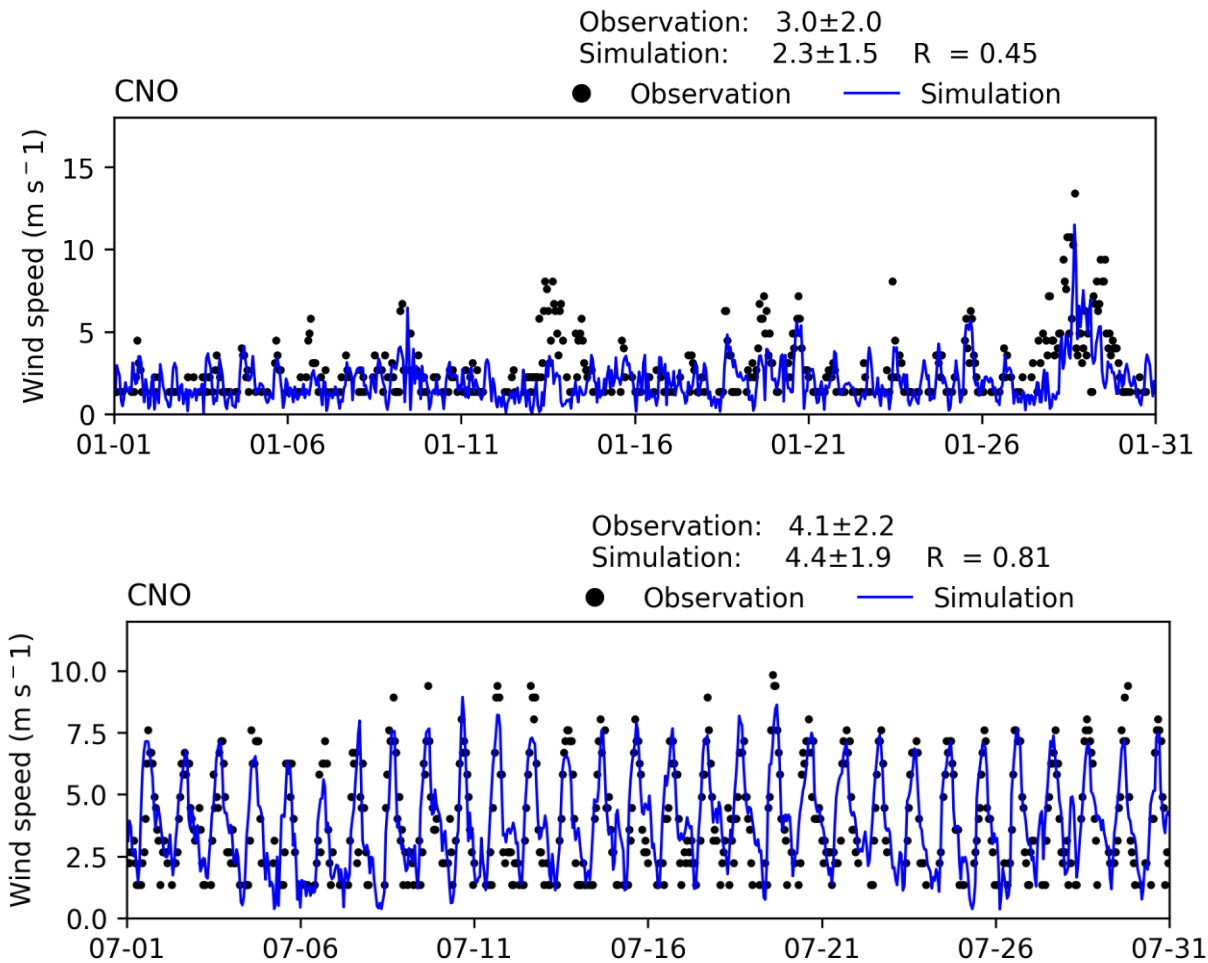 Observation: 3.0±2.0
Simulation: 2.3±1.5 R = 0.45
CNO
Observation Simulation
Wind speed (m s⁻1)
15
10
5
0
01-01 01-06 01-11 01-16 01-21 01-26 01-31
Observation: 4.1±2.2
Simulation: 4.4±1.9 R = 0.81
CNO
Observation Simulation
Wind speed (m s⁻1)
10.0
7.5
5.0
2.5
0.0
07-01 07-06 07-11 07-16 07-21 07-26 07-31